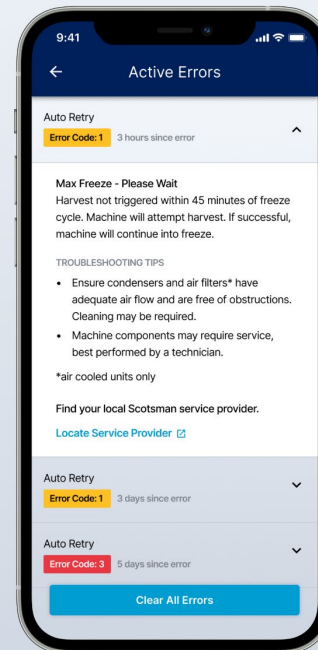 9:41
Active Errors
Auto Retry
Error Code: 1 3 hours since error
Max Freeze - Please Wait
Harvest not triggered within 45 minutes of freeze
cycle. Machine will attempt harvest. If successful,
machine will continue into freeze.
TROUBLESHOOTING TIPS
• Ensure condensers and air filters* have
adequate air flow and are free of obstructions.
Cleaning may be required.
• Machine components may require service,
best performed by a technician.
*air cooled units only
Find your local Scotsman service provider.
Locate Service Provider
Auto Retry
Error Code: 1 3 days since error
Auto Retry
Error Code: 3 5 days since error
Clear All Errors